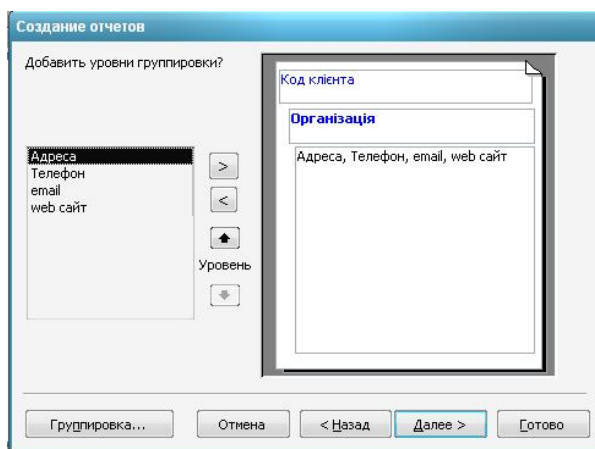 Создание отчетов
Добавить уровни группировки?
Код клієнта
Організація
Адреса, Телефон, email, web сайт
Адреса
Телефон
email
web сайт
>
<
Уровень
Группировка...
Отмена
< Назад
Далее >
Готово